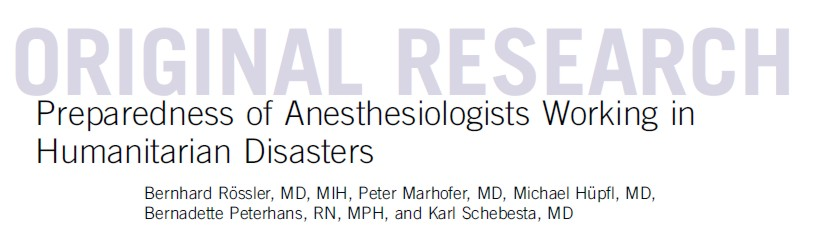 ORIGINAL RESEARCH
Preparedness of Anesthesiologists Working in
Humanitarian Disasters
Bernhard Rössler, MD, MIH, Peter Marhofer, MD, Michael Hüpfl, MD,
Bernadette Peterhans, RN, MPH, and Karl Schebesta, MD